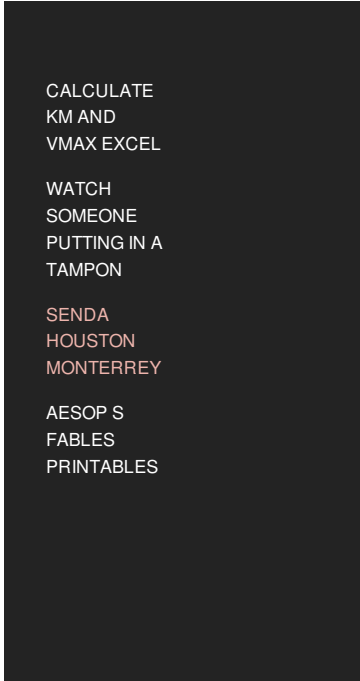 CALCULATE
KM AND
VMAX EXCEL
WATCH
SOMEONE
PUTTING IN A
TAMPON
SENDA
HOUSTON
MONTERREY
AESOP S
FABLES
PRINTABLES